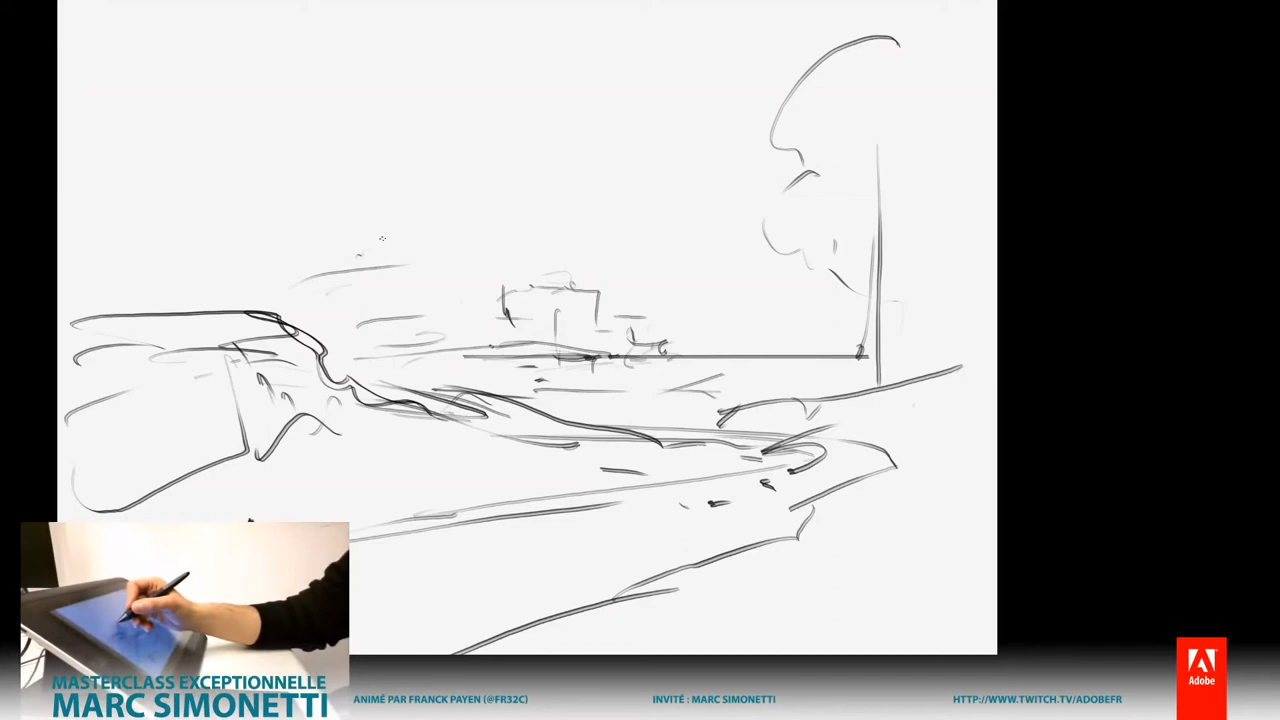 Adobe
MASTERCLASS EXCEPTIONNELLE
MARC SIMONETTI
ANIMÉ PAR FRANCK PAYEN (@FR32C)
INVITÉ : MARC SIMONETTI
HTTP://WWW.TWITCH.TV/ADOBEFR